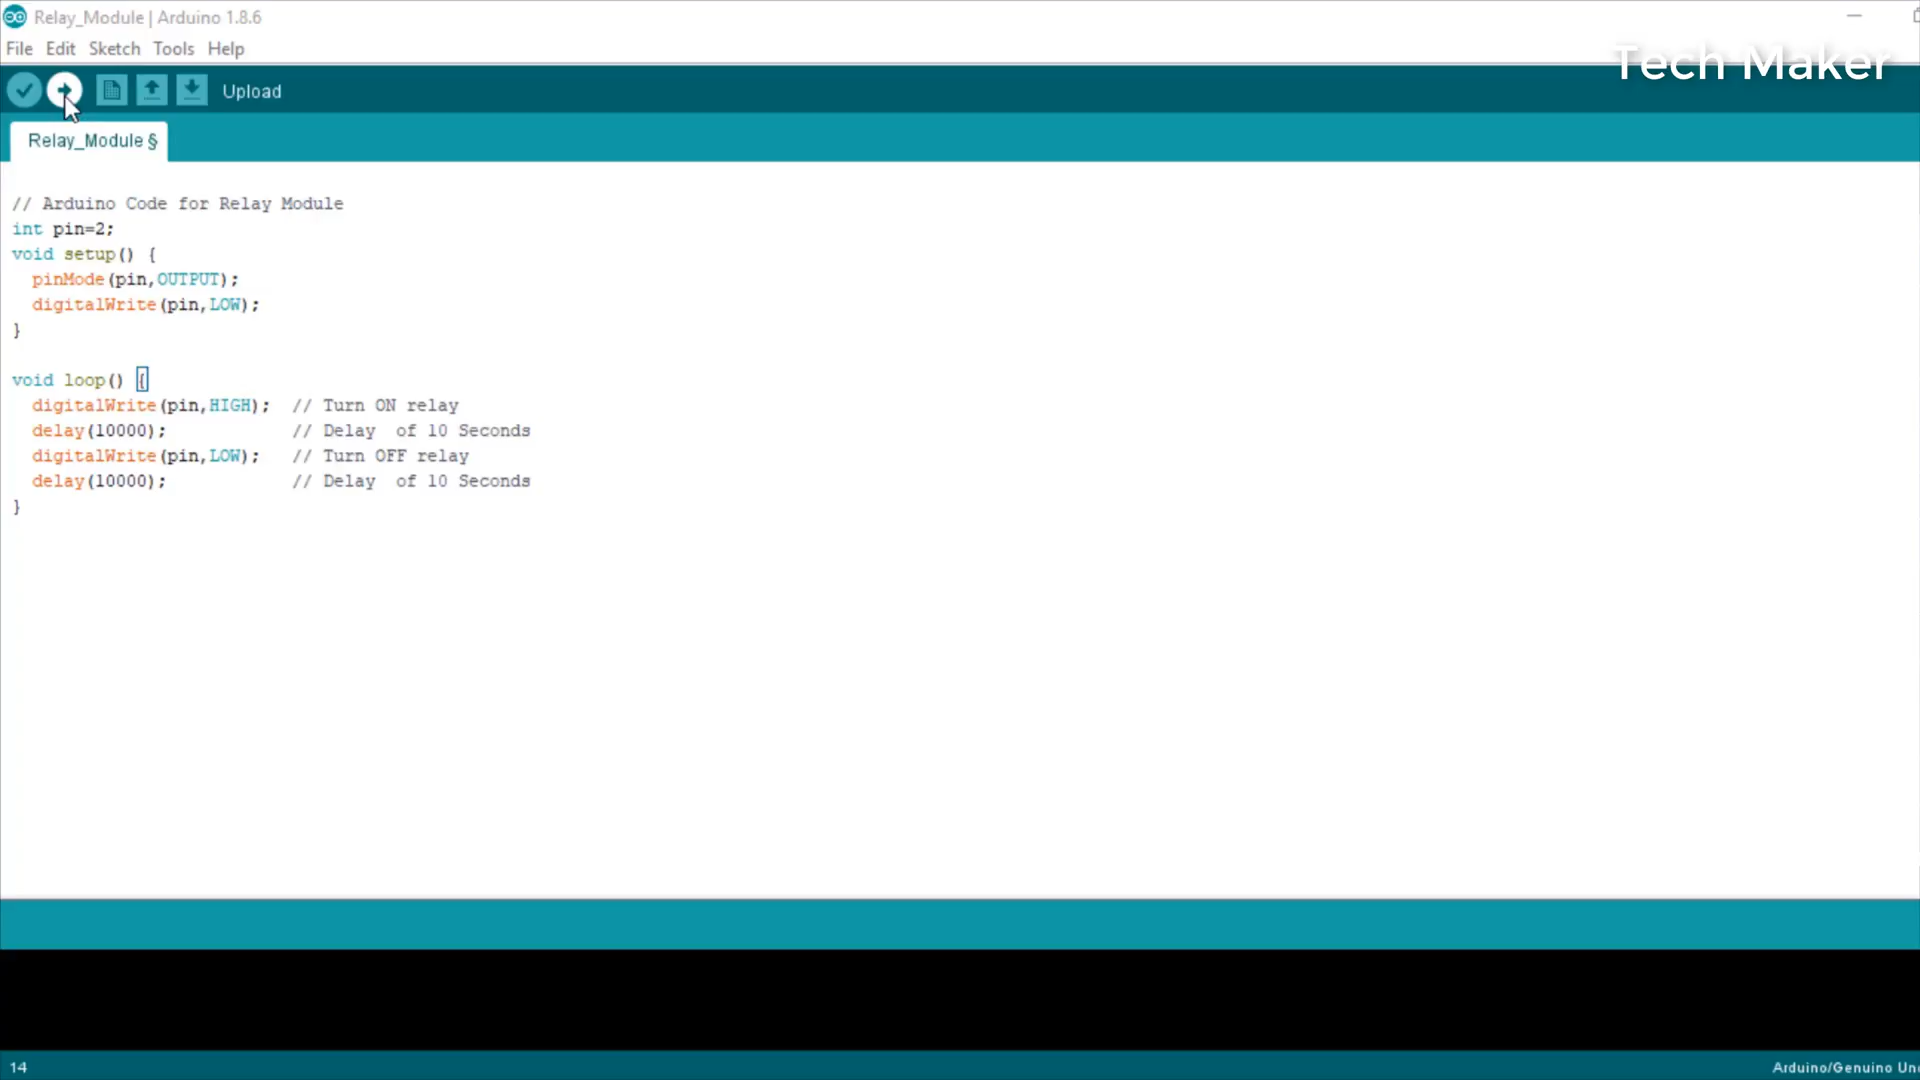 Relay_Module | Arduino 1.8.6
File Edit Sketch Tools Help
Tech Maker
Upload
Relay_Module §
// Arduino Code for Relay Module
int pin=2;
void setup() {
  pinMode(pin,OUTPUT);
  digitalWrite(pin,LOW);
}
void loop() {
  digitalWrite(pin,HIGH);  // Turn ON relay
  delay(10000);            // Delay  of 10 Seconds
  digitalWrite(pin,LOW);   // Turn OFF relay
  delay(10000);            // Delay  of 10 Seconds
}
14
Arduino/Genuino